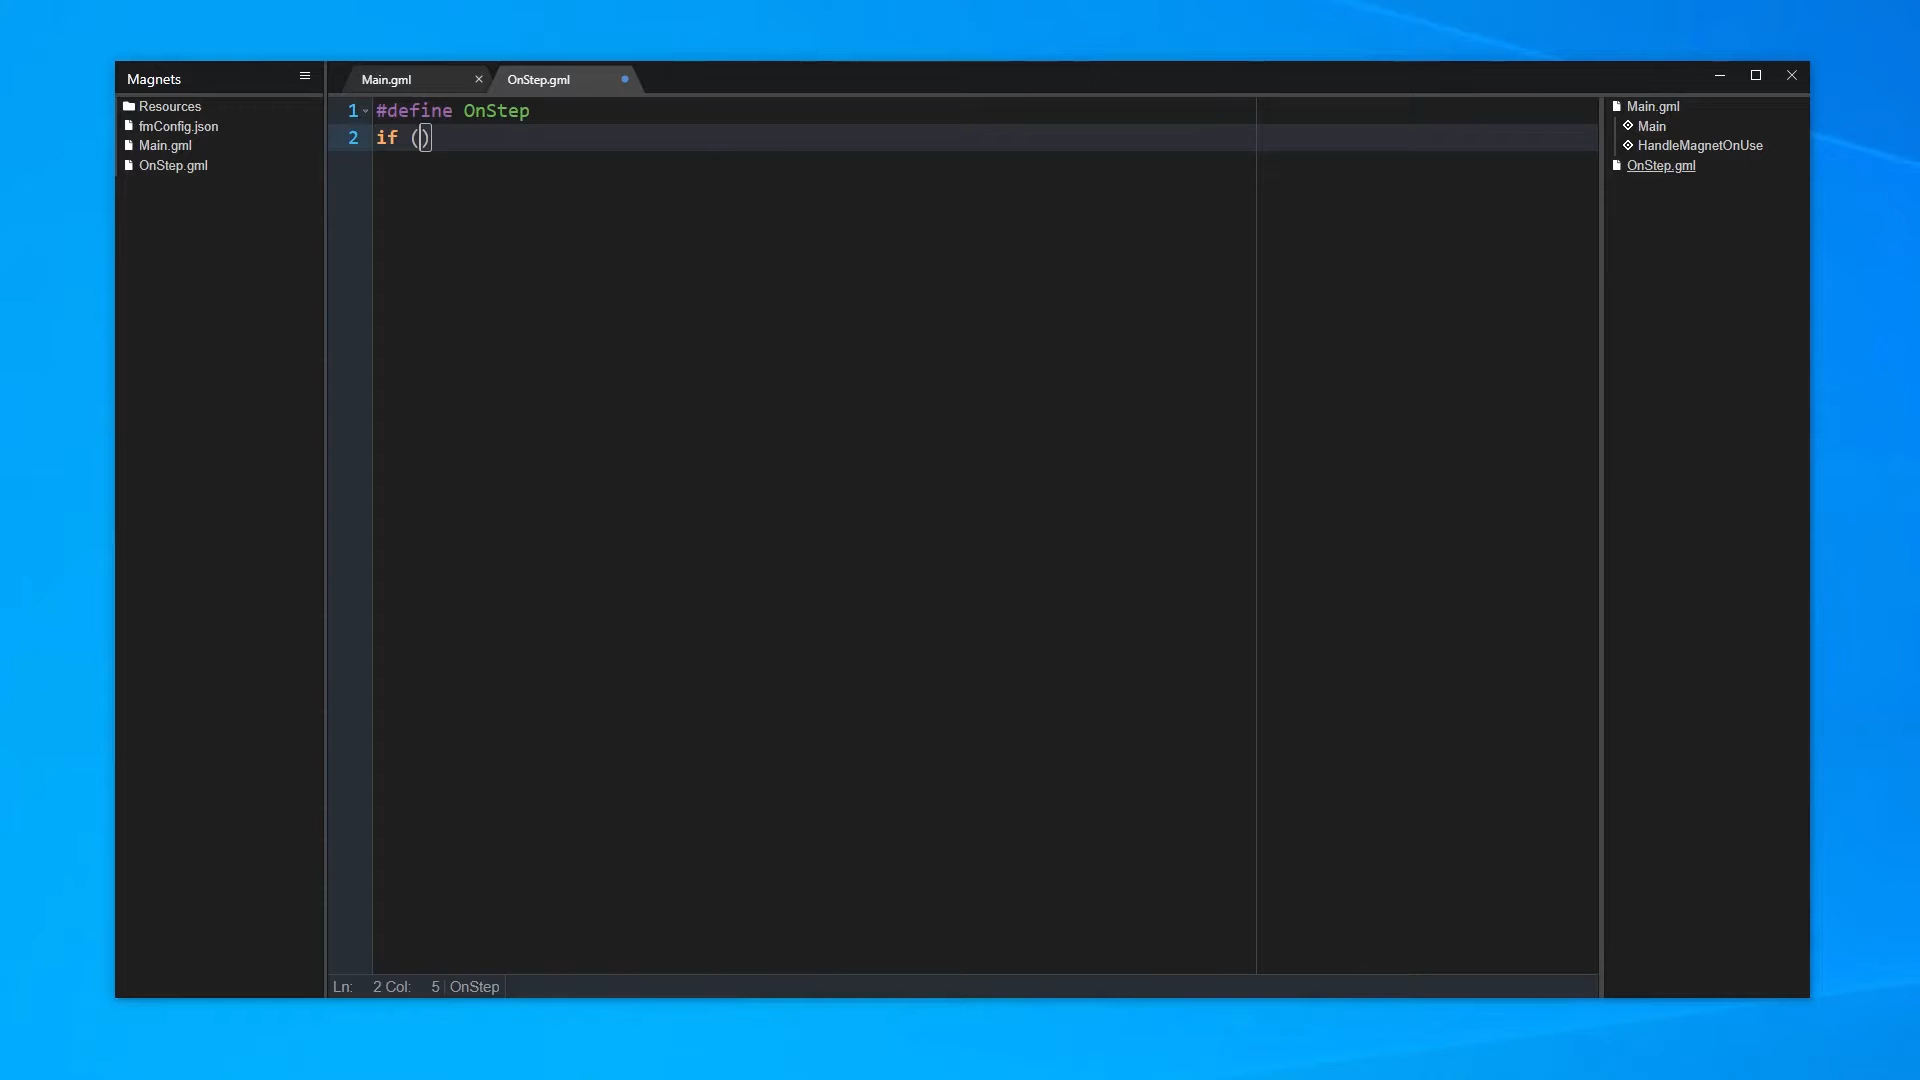 Magnets
Resources
fmConfig.json
Main.gml
OnStep.gml
Main.gml
OnStep.gml
1 #define OnStep
2 if ()
Ln: 2 Col: 5 OnStep
Main.gml
Main
HandleMagnetOnUse
OnStep.gml